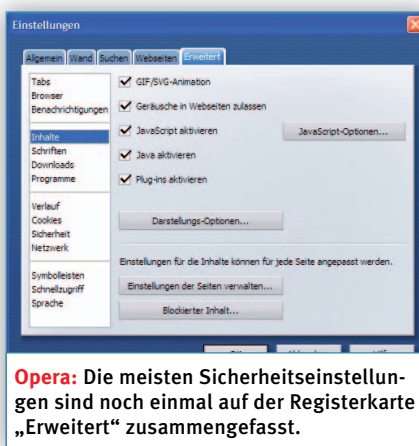 Einstellungen
Allgemein Wand Suchen Webseiten Erweitert
Tabs
Browser
Benachrichtigungen
Inhalte
Schriften
Downloads
Programme
Verlauf
Cookies
Sicherheit
Netzwerk
Symbolleisten
Schnellzugriff
Sprache
GIF/SVG-Animation
Geräusche in Webseiten zulassen
JavaScript aktivieren
JavaScript-Optionen...
Java aktivieren
Plug-ins aktivieren
Darstellungs-Optionen...
Einstellungen für die Inhalte können für jede Seite angepasst werden.
Einstellungen der Seiten verwalten...
Blockierter Inhalt...
Opera: Die meisten Sicherheitseinstellun-
gen sind noch einmal auf der Registerkarte
„Erweitert“ zusammengefasst.